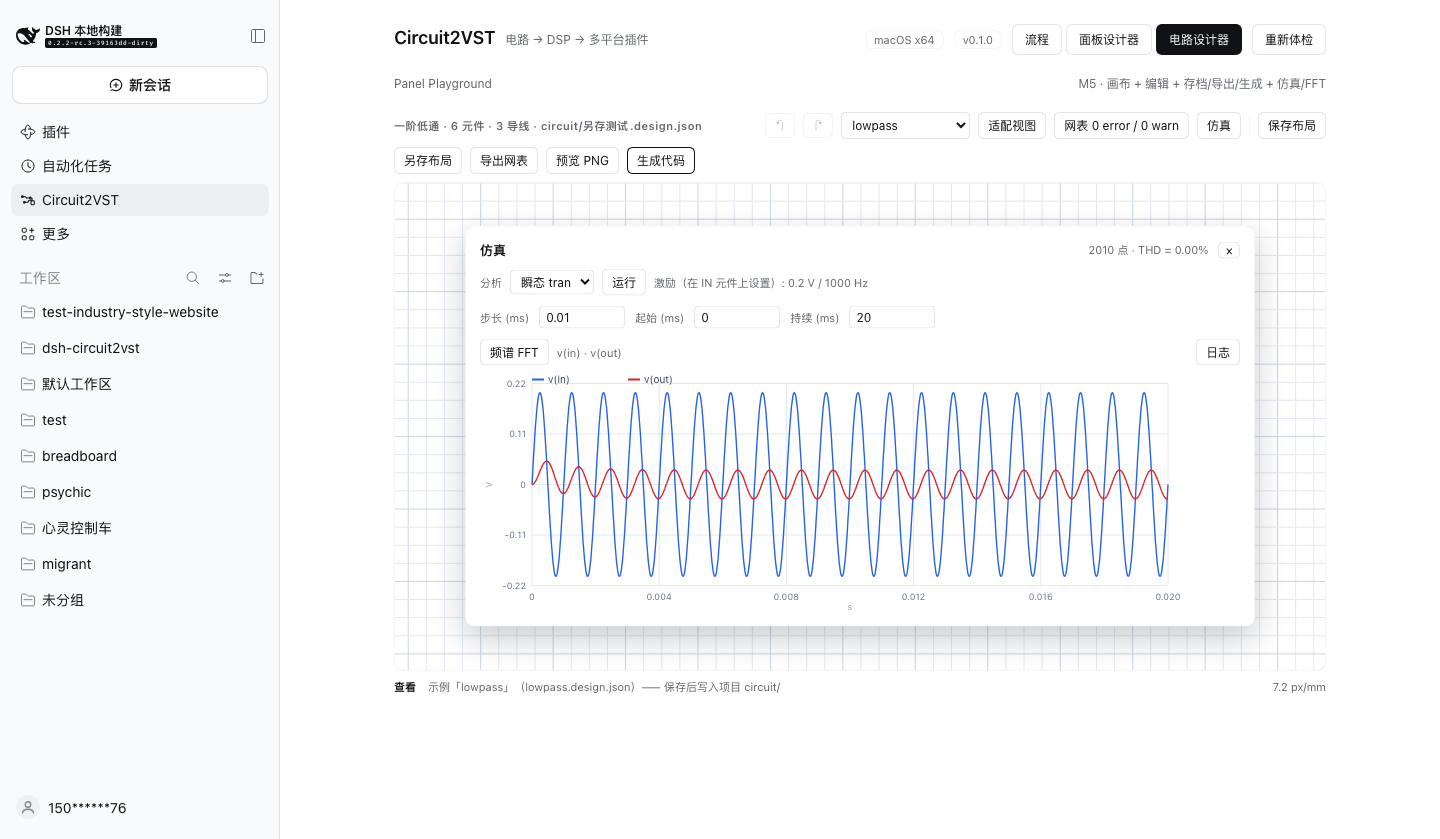 DSH 本地构建
0.2.2-rc.3-39163dd-dirty
新会话
插件
自动化任务
Circuit2VST
更多
工作区
test-industry-style-website
dsh-circuit2vst
默认工作区
test
breadboard
psychic
心灵控制车
migrant
未分组
150******76
Circuit2VST 电路 → DSP → 多平台插件 macOS x64 v0.1.0 流程 面板设计器 电路设计器 重新体检
Panel Playground M5 · 画布 + 编辑 + 存档/导出/生成 + 仿真/FFT
一阶低通 · 6 元件 · 3 导线 · circuit/另存测试.design.json lowpass 适配视图 网表 0 error / 0 warn 仿真 保存布局
另存布局 导出网表 预览 PNG 生成代码
仿真 2010 点 · THD = 0.00% ×
分析 瞬态 tran 运行 激励（在 IN 元件上设置）: 0.2 V / 1000 Hz
步长 (ms) 0.01 起始 (ms) 0 持续 (ms) 20
频谱 FFT v(in) · v(out) 日志
v(in) v(out)
0.22
0.11
V
0
-0.11
-0.22
0 0.004 0.008 0.012 0.016 0.020
s
查看 示例「lowpass」（lowpass.design.json）—— 保存后写入项目 circuit/ 7.2 px/mm